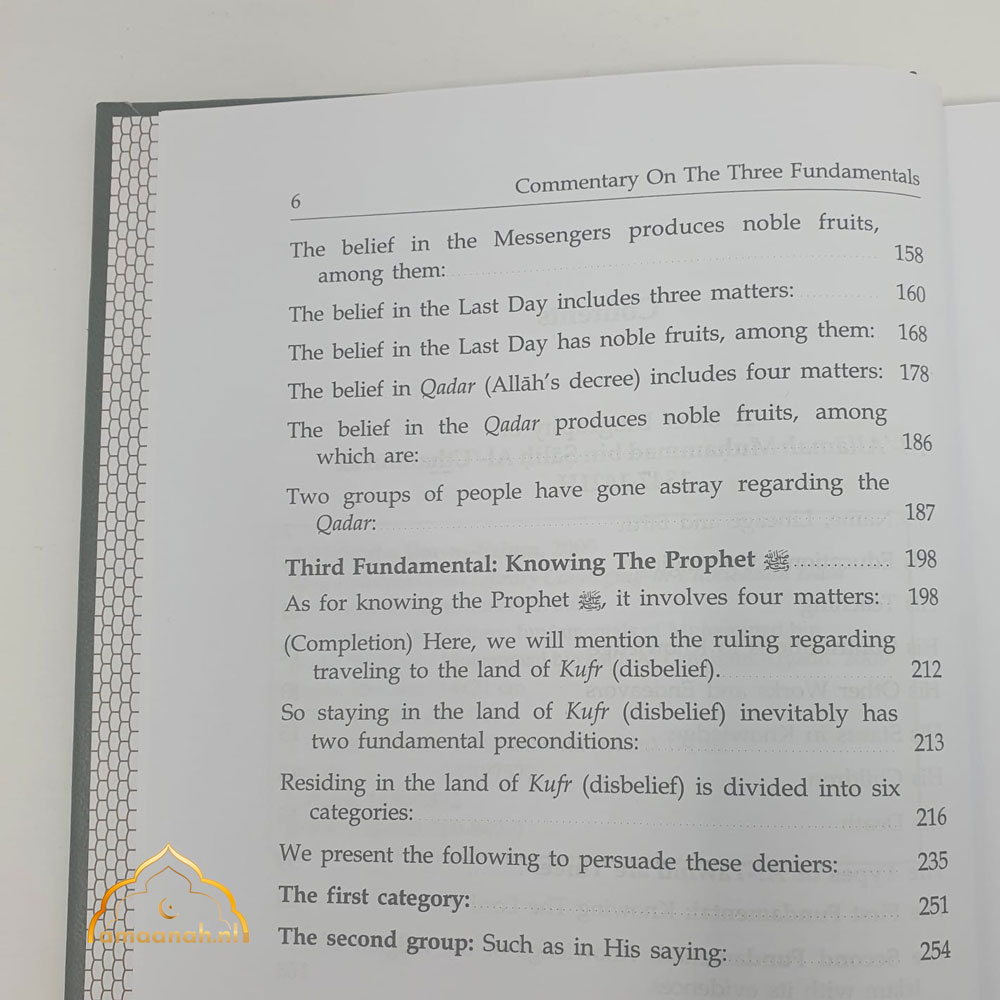 6
Commentary On The Three Fundamentals
The belief in the Messengers produces noble fruits,
among them: 158
The belief in the Last Day includes three matters: 160
The belief in the Last Day has noble fruits, among them: 168
The belief in Qadar (Allāh's decree) includes four matters: 178
The belief in the Qadar produces noble fruits, among
which are: 186
Two groups of people have gone astray regarding the
Qadar: 187
Third Fundamental: Knowing The Prophet ﷺ 198
As for knowing the Prophet ﷺ, it involves four matters: 198
(Completion) Here, we will mention the ruling regarding
traveling to the land of Kufr (disbelief). 212
So staying in the land of Kufr (disbelief) inevitably has
two fundamental preconditions: 213
Residing in the land of Kufr (disbelief) is divided into six
categories: 216
We present the following to persuade these deniers: 235
The first category: 251
The second group: Such as in His saying: 254
amaanah.nl